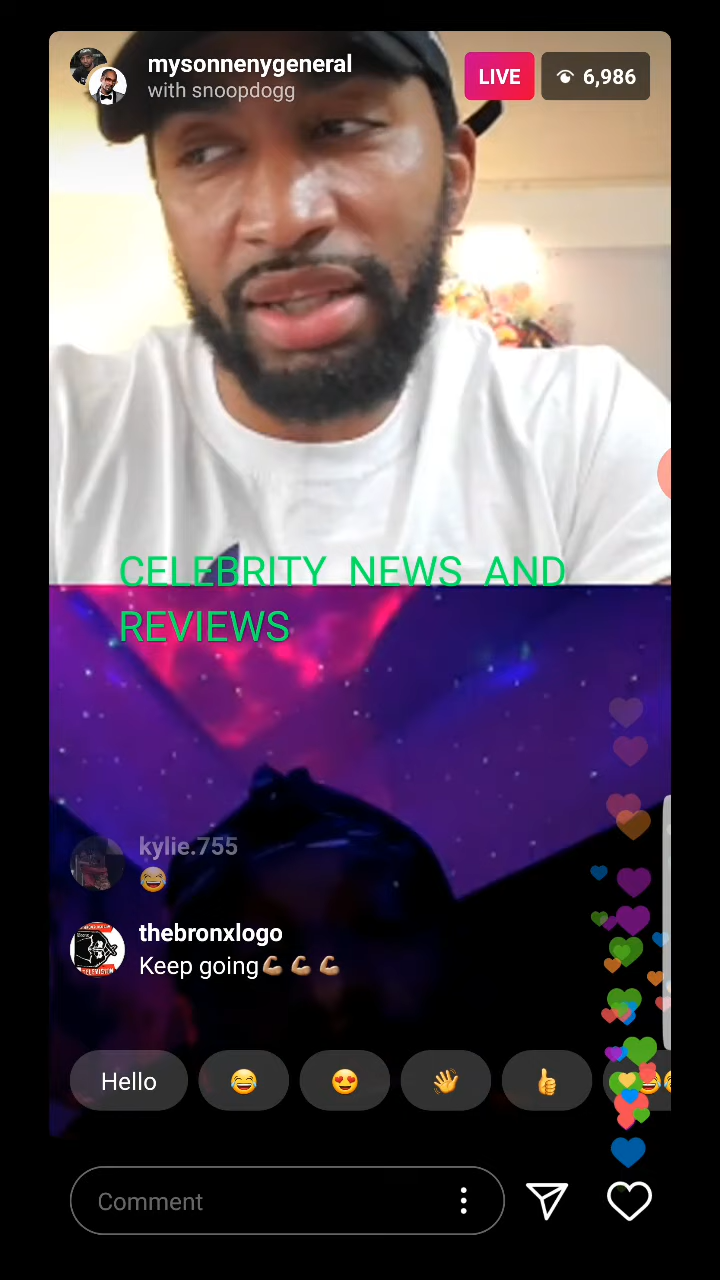 mysonnenygeneral
with snoopdogg
LIVE
6,986
CELEBRITY NEWS AND
REVIEWS
kylie.755
😂
thebronxlogo
Keep going💪🏽💪🏽💪🏽
Hello 😂 😍 👋 👍
Comment